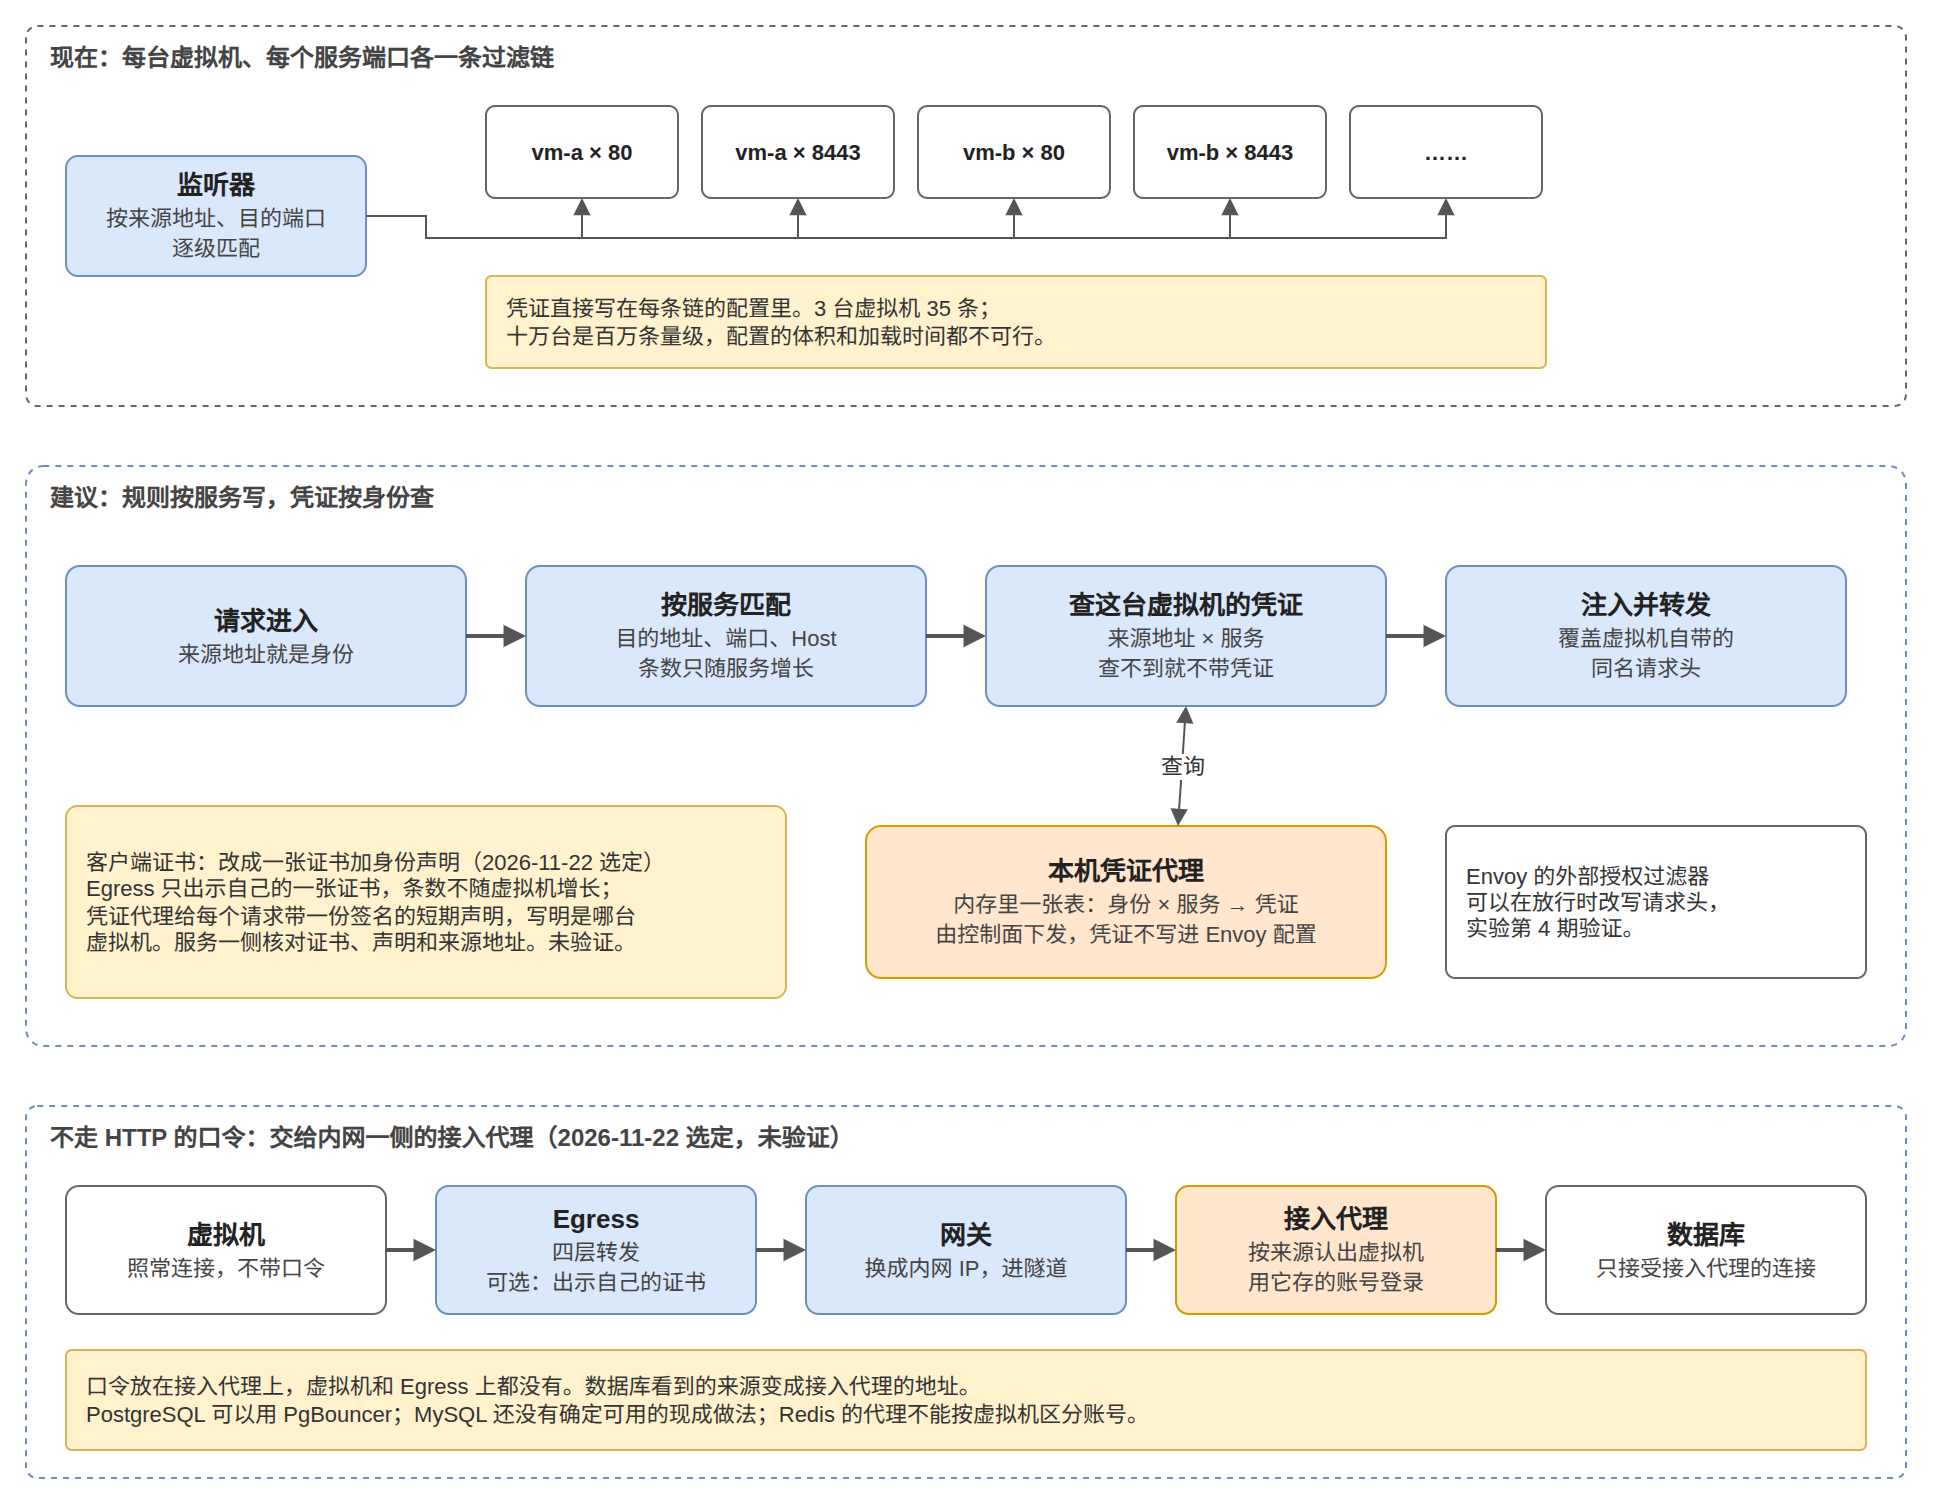 现在：每台虚拟机、每个服务端口各一条过滤链
监听器
按来源地址、目的端口
逐级匹配
vm-a × 80
vm-a × 8443
vm-b × 80
vm-b × 8443
……
凭证直接写在每条链的配置里。3 台虚拟机 35 条；
十万台是百万条量级，配置的体积和加载时间都不可行。
建议：规则按服务写，凭证按身份查
请求进入
来源地址就是身份
按服务匹配
目的地址、端口、Host
条数只随服务增长
查这台虚拟机的凭证
来源地址 × 服务
查不到就不带凭证
注入并转发
覆盖虚拟机自带的
同名请求头
查询
客户端证书：改成一张证书加身份声明（2026-11-22 选定）
Egress 只出示自己的一张证书，条数不随虚拟机增长；
凭证代理给每个请求带一份签名的短期声明，写明是哪台
虚拟机。服务一侧核对证书、声明和来源地址。未验证。
本机凭证代理
内存里一张表：身份 × 服务 → 凭证
由控制面下发，凭证不写进 Envoy 配置
Envoy 的外部授权过滤器
可以在放行时改写请求头，
实验第 4 期验证。
不走 HTTP 的口令：交给内网一侧的接入代理（2026-11-22 选定，未验证）
虚拟机
照常连接，不带口令
Egress
四层转发
可选：出示自己的证书
网关
换成内网 IP，进隧道
接入代理
按来源认出虚拟机
用它存的账号登录
数据库
只接受接入代理的连接
口令放在接入代理上，虚拟机和 Egress 上都没有。数据库看到的来源变成接入代理的地址。
PostgreSQL 可以用 PgBouncer；MySQL 还没有确定可用的现成做法；Redis 的代理不能按虚拟机区分账号。